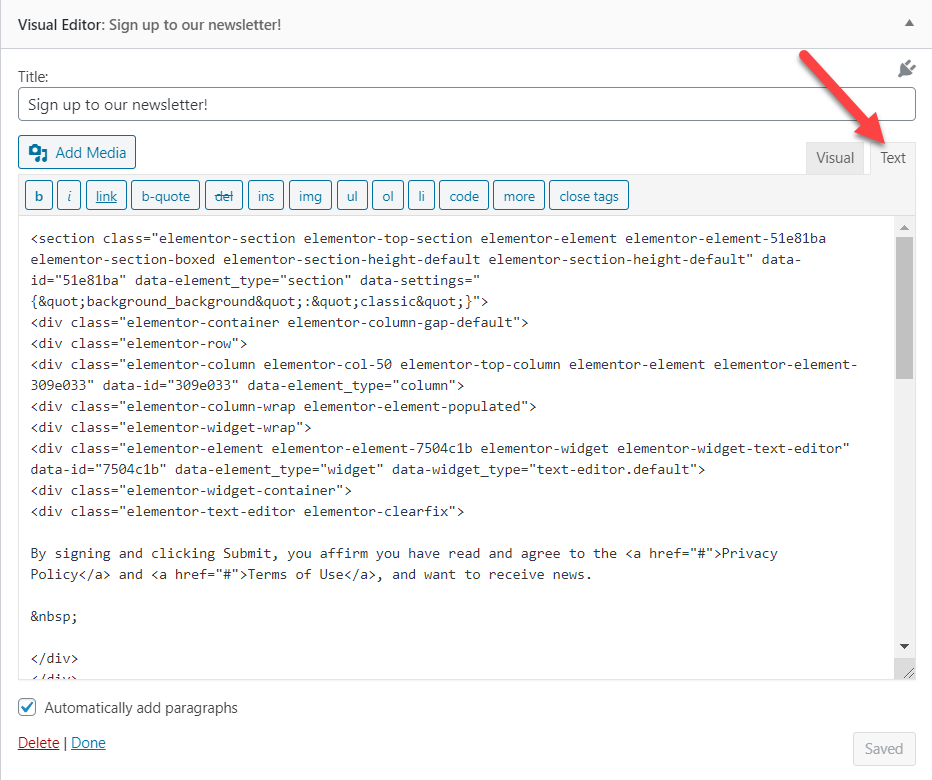 Visual Editor: Sign up to our newsletter!
Title:
Sign up to our newsletter!
Add Media
Visual
Text
b
i
link
b-quote
del
ins
img
ul
ol
li
code
more
close tags
<section class="elementor-section elementor-top-section elementor-element elementor-element-51e81ba
elementor-section-boxed elementor-section-height-default elementor-section-height-default" data-
id="51e81ba" data-element_type="section" data-settings="
{&quot;background_background&quot;:&quot;classic&quot;}">
<div class="elementor-container elementor-column-gap-default">
<div class="elementor-row">
<div class="elementor-column elementor-col-50 elementor-top-column elementor-element elementor-element-
309e033" data-id="309e033" data-element_type="column">
<div class="elementor-column-wrap elementor-element-populated">
<div class="elementor-widget-wrap">
<div class="elementor-element elementor-element-7504c1b elementor-widget elementor-widget-text-editor"
data-id="7504c1b" data-element_type="widget" data-widget_type="text-editor.default">
<div class="elementor-widget-container">
<div class="elementor-text-editor elementor-clearfix">
By signing and clicking Submit, you affirm you have read and agree to the <a href="#">Privacy
Policy</a> and <a href="#">Terms of Use</a>, and want to receive news.
&nbsp;
</div>
</div>
Automatically add paragraphs
Delete | Done
Saved